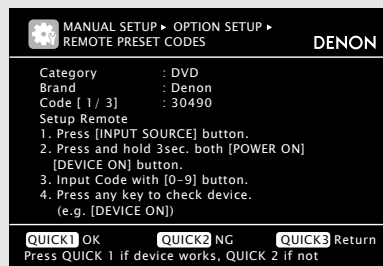 MANUAL SETUP ▸ OPTION SETUP ▸
REMOTE PRESET CODES
DENON
Category : DVD
Brand : Denon
Code [ 1/ 3] : 30490
Setup Remote
1. Press [INPUT SOURCE] button.
2. Press and hold 3sec. both [POWER ON]
[DEVICE ON] button.
3. Input Code with [0–9] button.
4. Press any key to check device.
(e.g. [DEVICE ON])
QUICK1 OK QUICK2 NG QUICK3 Return
Press QUICK 1 if device works, QUICK 2 if not